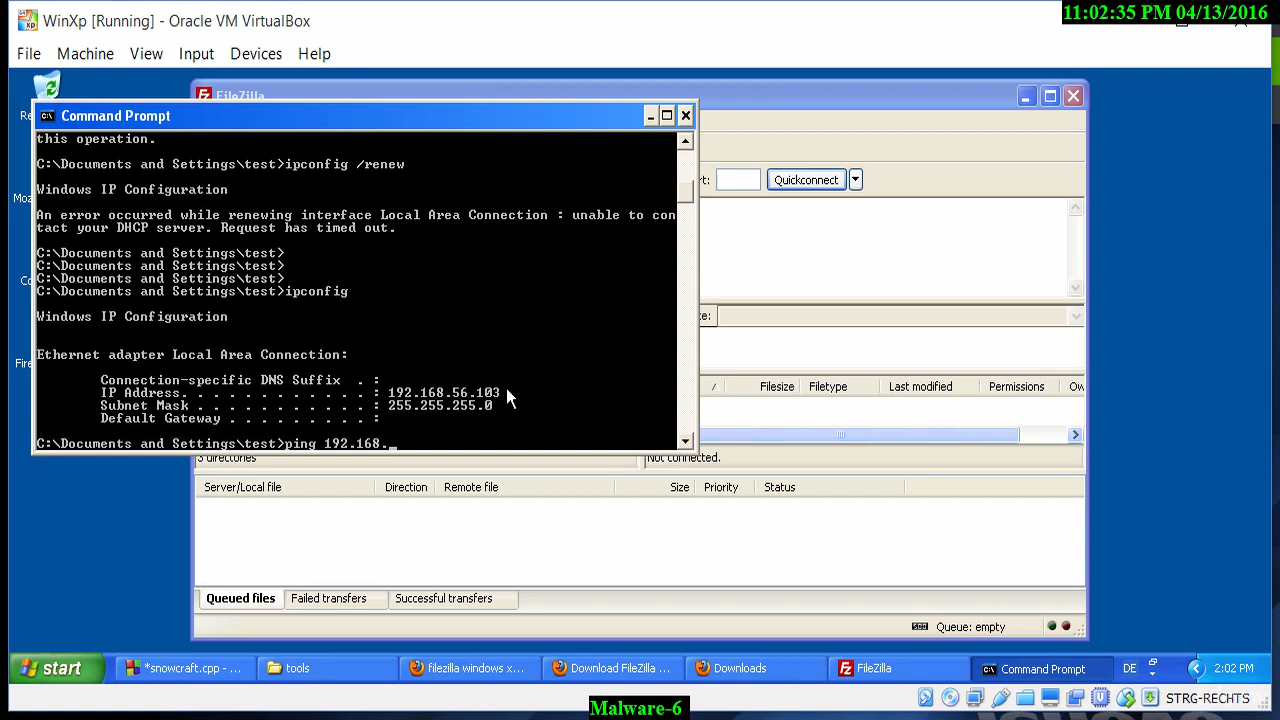 WinXp [Running] - Oracle VM VirtualBox
11:02:35 PM 04/13/2016
File Machine View Input Devices Help
FileZilla
Command Prompt
this operation.
C:\Documents and Settings\test>ipconfig /renew
Windows IP Configuration
An error occurred while renewing interface Local Area Connection : unable to con
tact your DHCP server. Request has timed out.
C:\Documents and Settings\test>
C:\Documents and Settings\test>
C:\Documents and Settings\test>
C:\Documents and Settings\test>ipconfig
Windows IP Configuration
Ethernet adapter Local Area Connection:
Connection-specific DNS Suffix . :
IP Address. . . . . . . . . . . . : 192.168.56.103
Subnet Mask . . . . . . . . . . . : 255.255.255.0
Default Gateway . . . . . . . . . :
C:\Documents and Settings\test>ping 192.168._
rt: Quickconnect
te:
/ Filesize Filetype Last modified Permissions Ow
3 directories Not connected.
Server/Local file Direction Remote file Size Priority Status
Queued files Failed transfers Successful transfers
Queue: empty
start *snowcraft.cpp - ... tools filezilla windows x... Download FileZilla ... Downloads FileZilla Command Prompt DE 2:02 PM
STRG-RECHTS
Malware-6